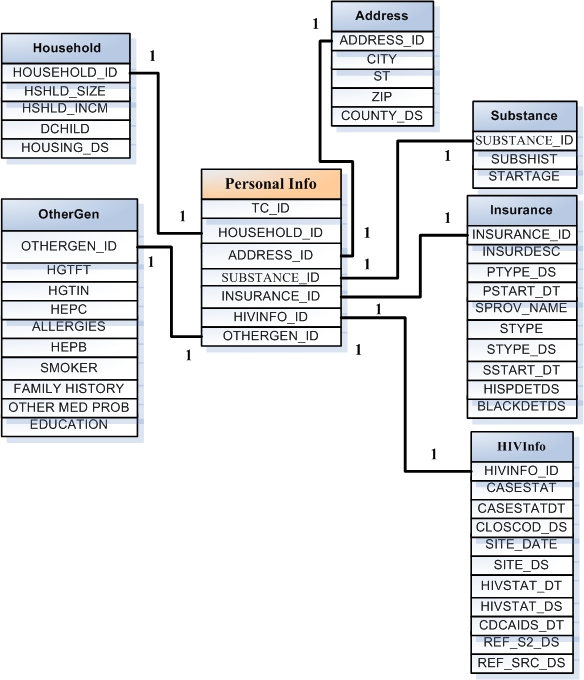 Household
HOUSEHOLD_ID
HSHLD_SIZE
HSHLD_INCM
DCHILD
HOUSING_DS
1
1
Address
ADDRESS_ID
CITY
ST
ZIP
COUNTY_DS
1
1
Substance
SUBSTANCE_ID
SUBSHIST
STARTAGE
1
1
Personal Info
TC_ID
HOUSEHOLD_ID
ADDRESS_ID
SUBSTANCE_ID
INSURANCE_ID
HIVINFO_ID
OTHERGEN_ID
OtherGen
OTHERGEN_ID
HGTFT
HGTIN
HEPC
ALLERGIES
HEPB
SMOKER
FAMILY HISTORY
OTHER MED PROB
EDUCATION
1
1
Insurance
INSURANCE_ID
INSURDESC
PTYPE_DS
PSTART_DT
SPROV_NAME
STYPE
STYPE_DS
SSTART_DT
HISPDETDS
BLACKDETDS
1
1
HIVInfo
HIVINFO_ID
CASESTAT
CASESTATDT
CLOSCOD_DS
SITE_DATE
SITE_DS
HIVSTAT_DT
HIVSTAT_DS
CDCAIDS_DT
REF_S2_DS
REF_SRC_DS
1
1